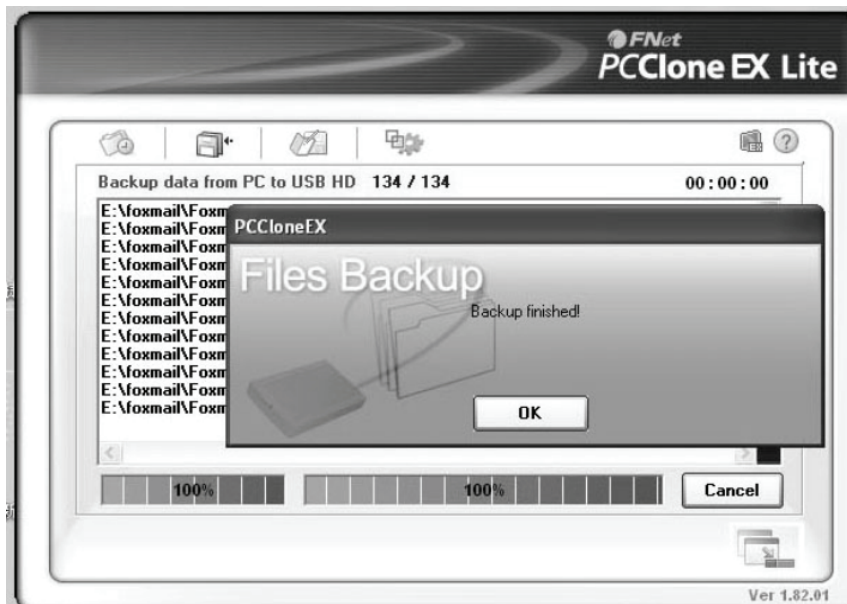 FNet
PCClone EX Lite
Backup data from PC to USB HD 134 / 134 00:00:00
E:\foxmail\Foxm
E:\foxmail\Foxm
E:\foxmail\Foxm
E:\foxmail\Foxm
E:\foxmail\Foxm
E:\foxmail\Foxm
E:\foxmail\Foxm
E:\foxmail\Foxm
E:\foxmail\Foxm
E:\foxmail\Foxm
E:\foxmail\Foxm
E:\foxmail\Foxm
PCCloneEX
Files Backup
Backup finished!
OK
100% 100% Cancel
Ver 1.82.01